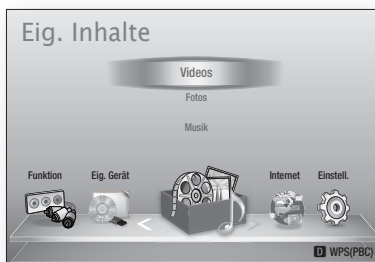 Eig. Inhalte
Videos
Fotos
Musik
Funktion Eig. Gerät Internet Einstell.
D WPS(PBC)